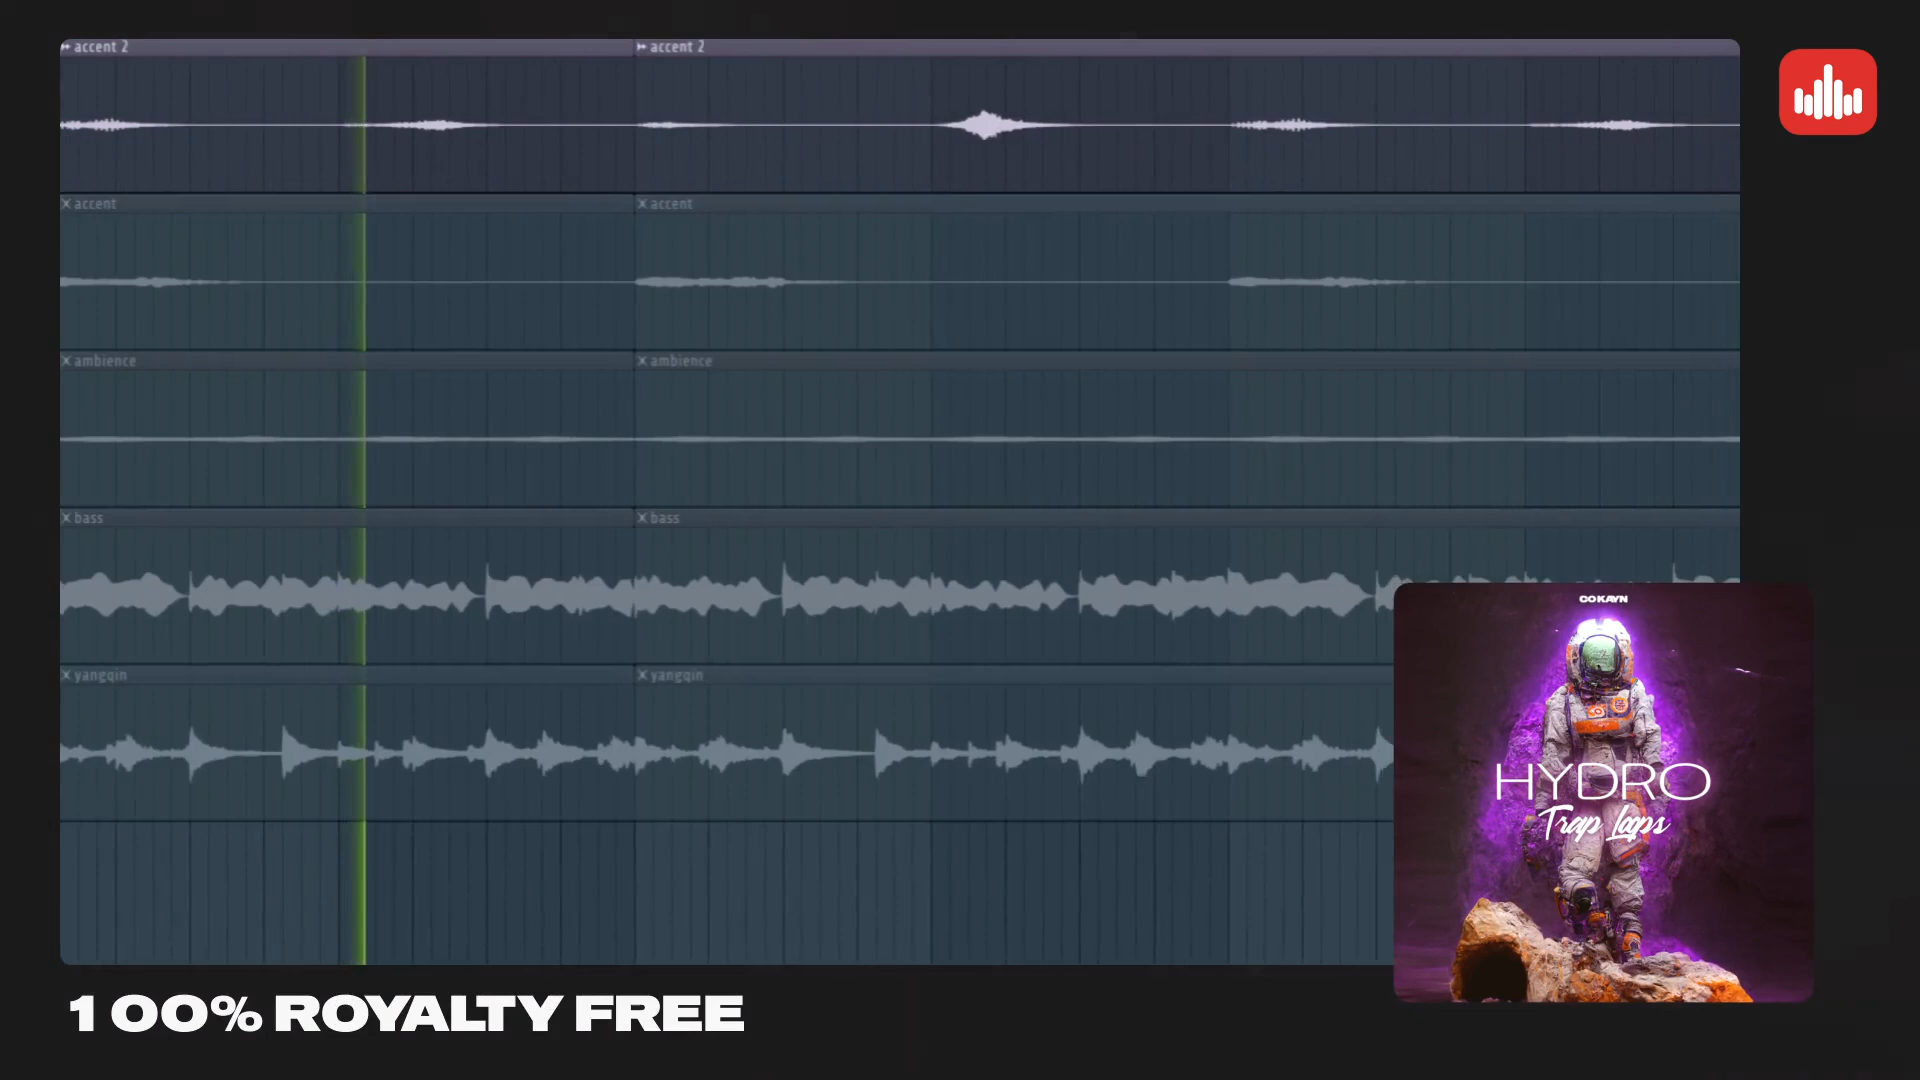 accent 2 accent 2
accent accent
ambience ambience
bass bass
yangqin yangqin
COKAYN
HYDRO
Trap Loops
100% ROYALTY FREE